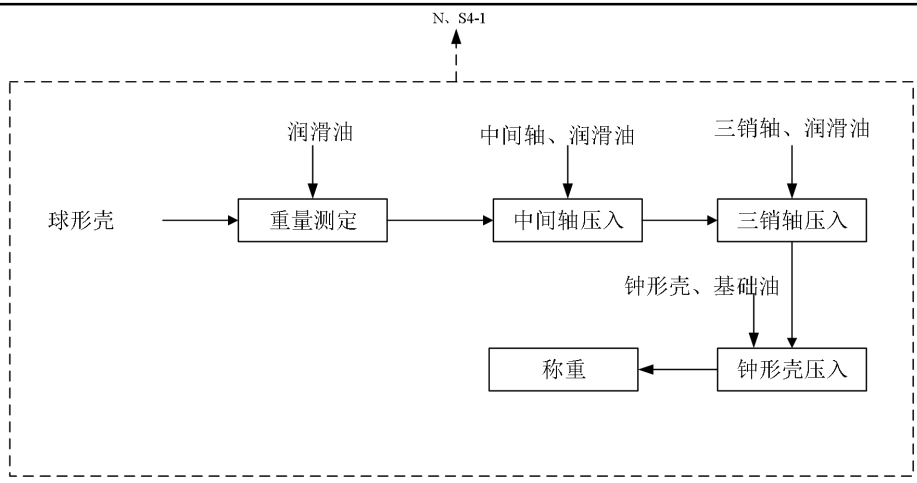 N、S4-1
润滑油
中间轴、润滑油
三销轴、润滑油
球形壳
重量测定
中间轴压入
三销轴压入
钟形壳、基础油
称重
钟形壳压入